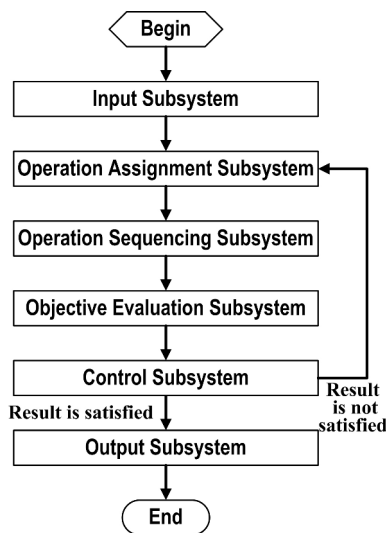 Begin
Input Subsystem
Operation Assignment Subsystem
Operation Sequencing Subsystem
Objective Evaluation Subsystem
Control Subsystem
Result is satisfied
Result
is not
satisfied
Output Subsystem
End